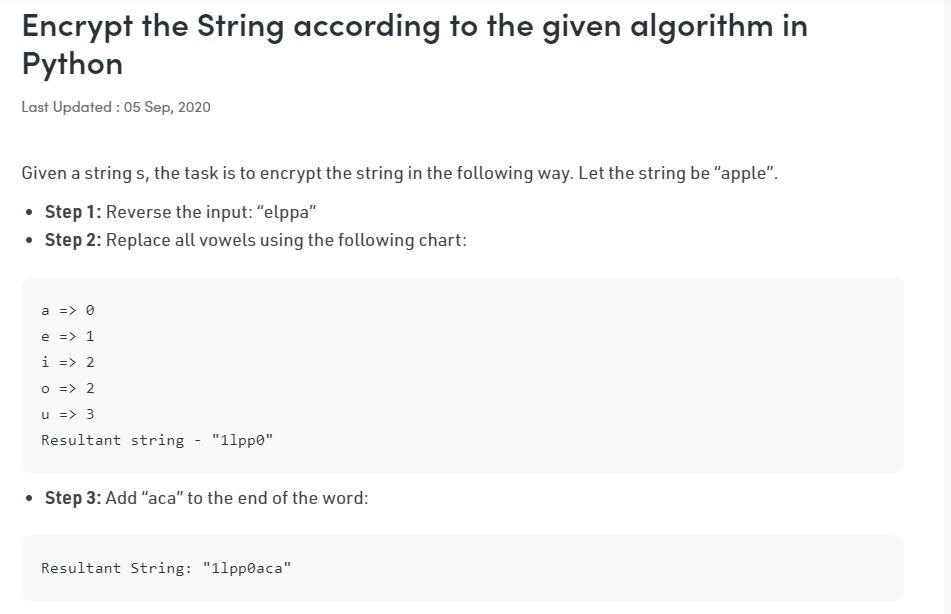 Encrypt the String according to the given algorithm in
Python
Last Updated : 05 Sep, 2020
Given a string s, the task is to encrypt the string in the following way. Let the string be “apple”.
• Step 1: Reverse the input: “elppa”
• Step 2: Replace all vowels using the following chart:
a => 0
e => 1
i => 2
o => 2
u => 3
Resultant string - "1lpp0"
• Step 3: Add “aca” to the end of the word:
Resultant String: "1lpp0aca"